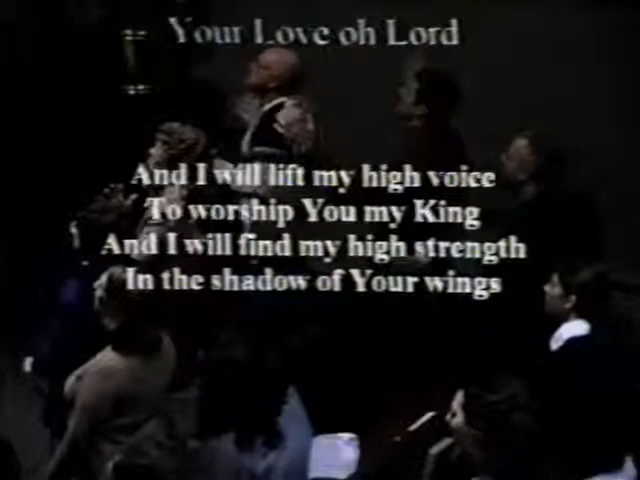 Your Love oh Lord
And I will lift my high voice
To worship You my King
And I will find my high strength
In the shadow of Your wings